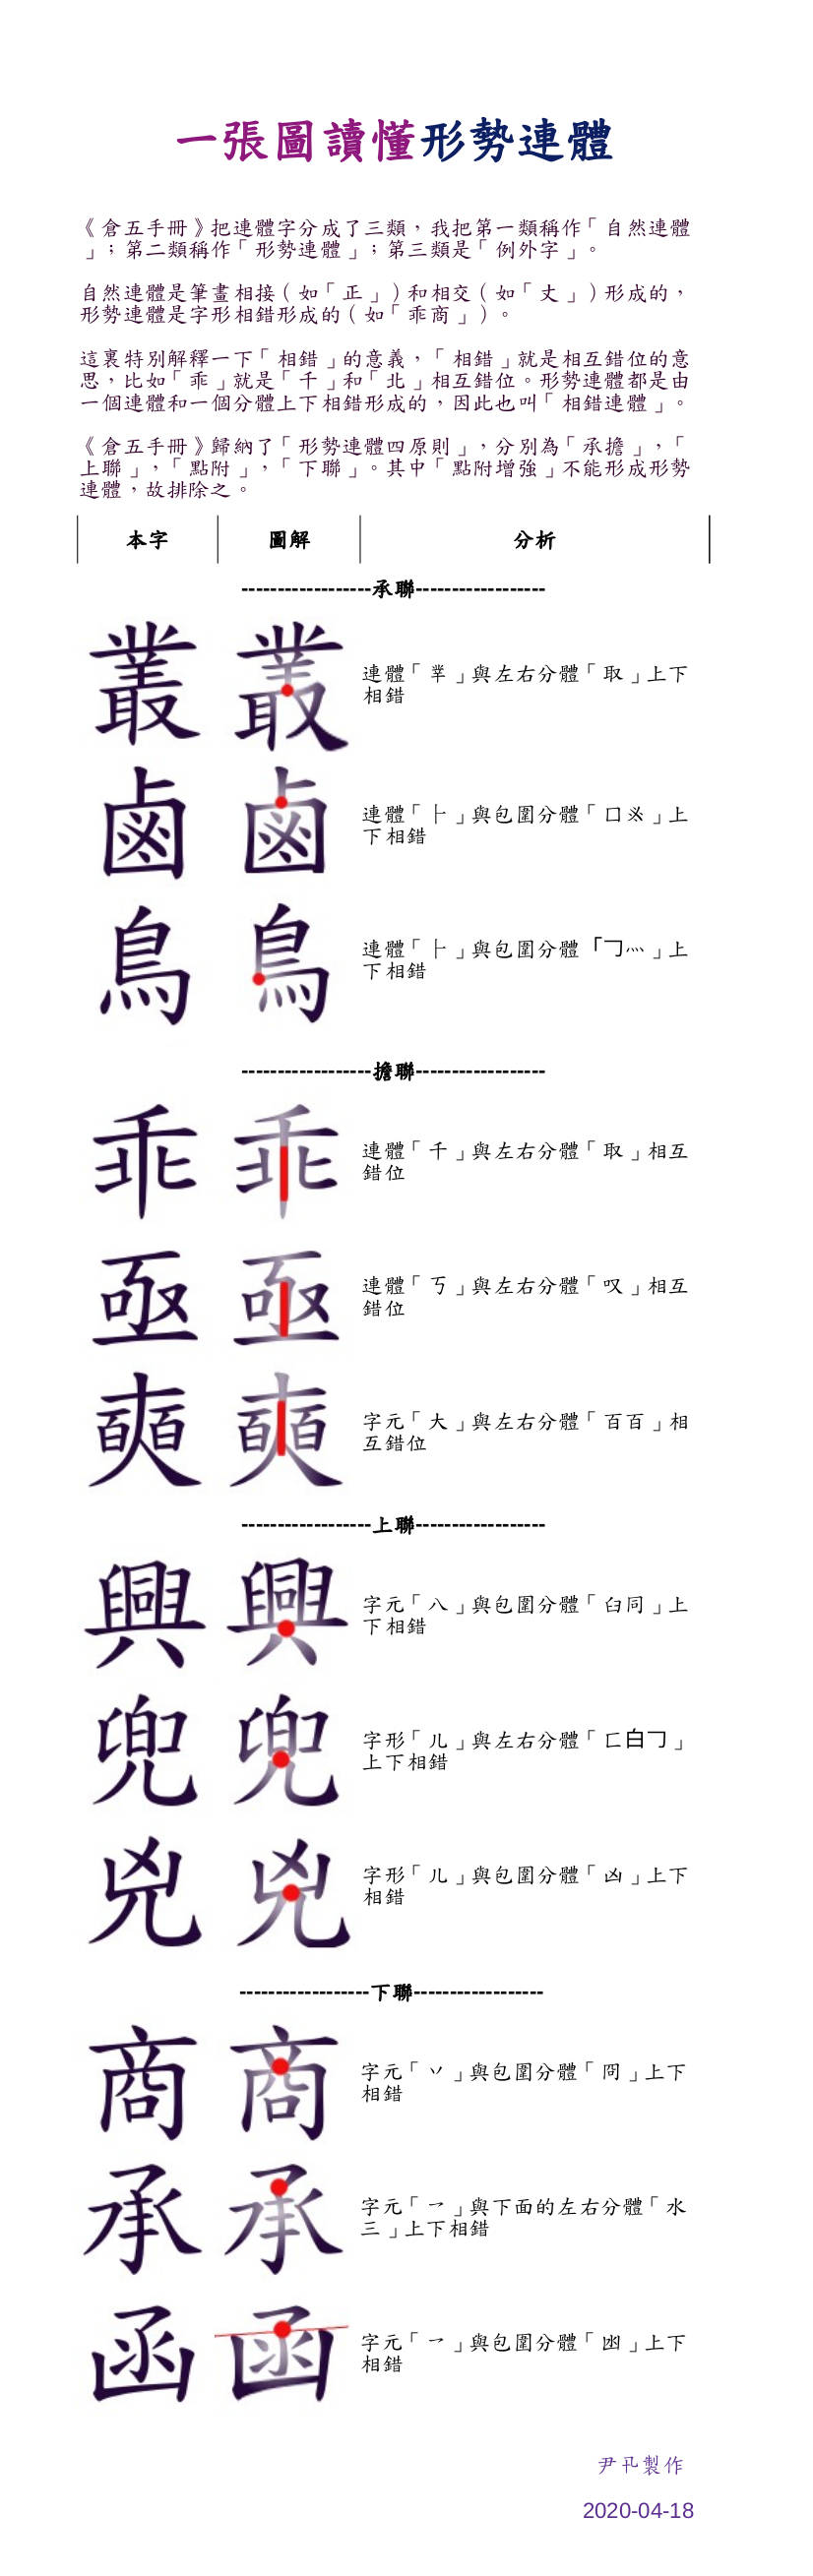 一張圖讀懂形勢連體
《倉五手冊》把連體字分成了三類，我把第一類稱作「自然連體
」；第二類稱作「形勢連體」；第三類是「例外字」。
自然連體是筆畫相接（如「正」）和相交（如「丈」）形成的，
形勢連體是字形相錯形成的（如「乖商」）。
這裏特別解釋一下「相錯」的意義，「相錯」就是相互錯位的意
思，比如「乖」就是「千」和「北」相互錯位。形勢連體都是由
一個連體和一個分體上下相錯形成的，因此也叫「相錯連體」。
《倉五手冊》歸納了「形勢連體四原則」，分別為「承擔」，「
上聯」，「點附」，「下聯」。其中「點附增強」不能形成形勢
連體，故排除之。
本字 圖解 分析
------------------承聯------------------
叢 叢 連體「丵」與左右分體「取」上下
相錯
鹵 鹵 連體「⺊」與包圍分體「囗※」上
下相錯
鳥 鳥 連體「⺊」與包圍分體「㇆灬」上
下相錯
------------------擔聯------------------
乖 乖 連體「千」與左右分體「取」相互
錯位
亟 亟 連體「丂」與左右分體「叹」相互
錯位
奭 奭 字元「大」與左右分體「百百」相
互錯位
------------------上聯------------------
興 興 字元「八」與包圍分體「臼同」上
下相錯
兜 兜 字形「儿」與左右分體「匚白㇆」
上下相錯
兇 兇 字形「儿」與包圍分體「凶」上下
相錯
------------------下聯------------------
商 商 字元「丷」與包圍分體「冏」上下
相錯
承 承 字元「乛」與下面的左右分體「水
三」上下相錯
函 函 字元「乛」與包圍分體「凼」上下
相錯
尹卂製作
2020-04-18